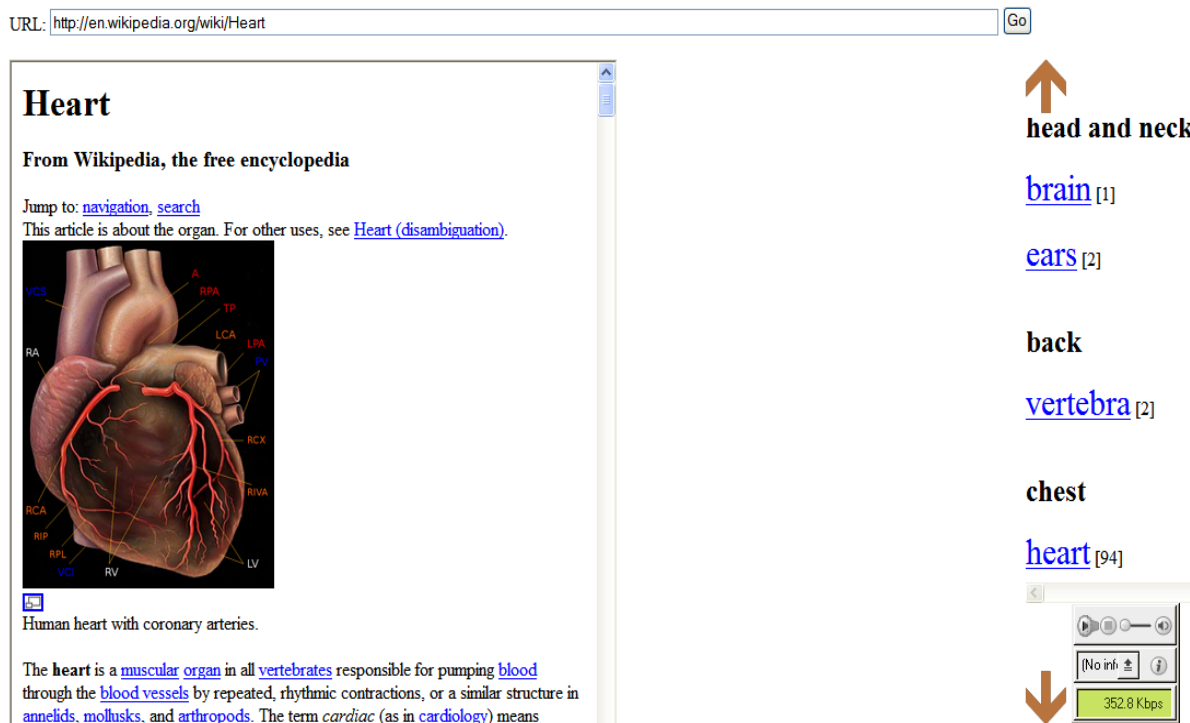 URL: http://en.wikipedia.org/wiki/Heart Go
Heart
From Wikipedia, the free encyclopedia
Jump to: navigation, search
This article is about the organ. For other uses, see Heart (disambiguation).
VCS
A
RPA
TP
LCA
LPA
PV
RA
RCX
RIVA
RCA
RIP
RPL
VCI
RV
LV
Human heart with coronary arteries.
The heart is a muscular organ in all vertebrates responsible for pumping blood
through the blood vessels by repeated, rhythmic contractions, or a similar structure in
annelids, mollusks, and arthropods. The term cardiac (as in cardiology) means
head and neck
brain [1]
ears [2]
back
vertebra [2]
chest
heart [94]
(No inf
352.8 Kbps